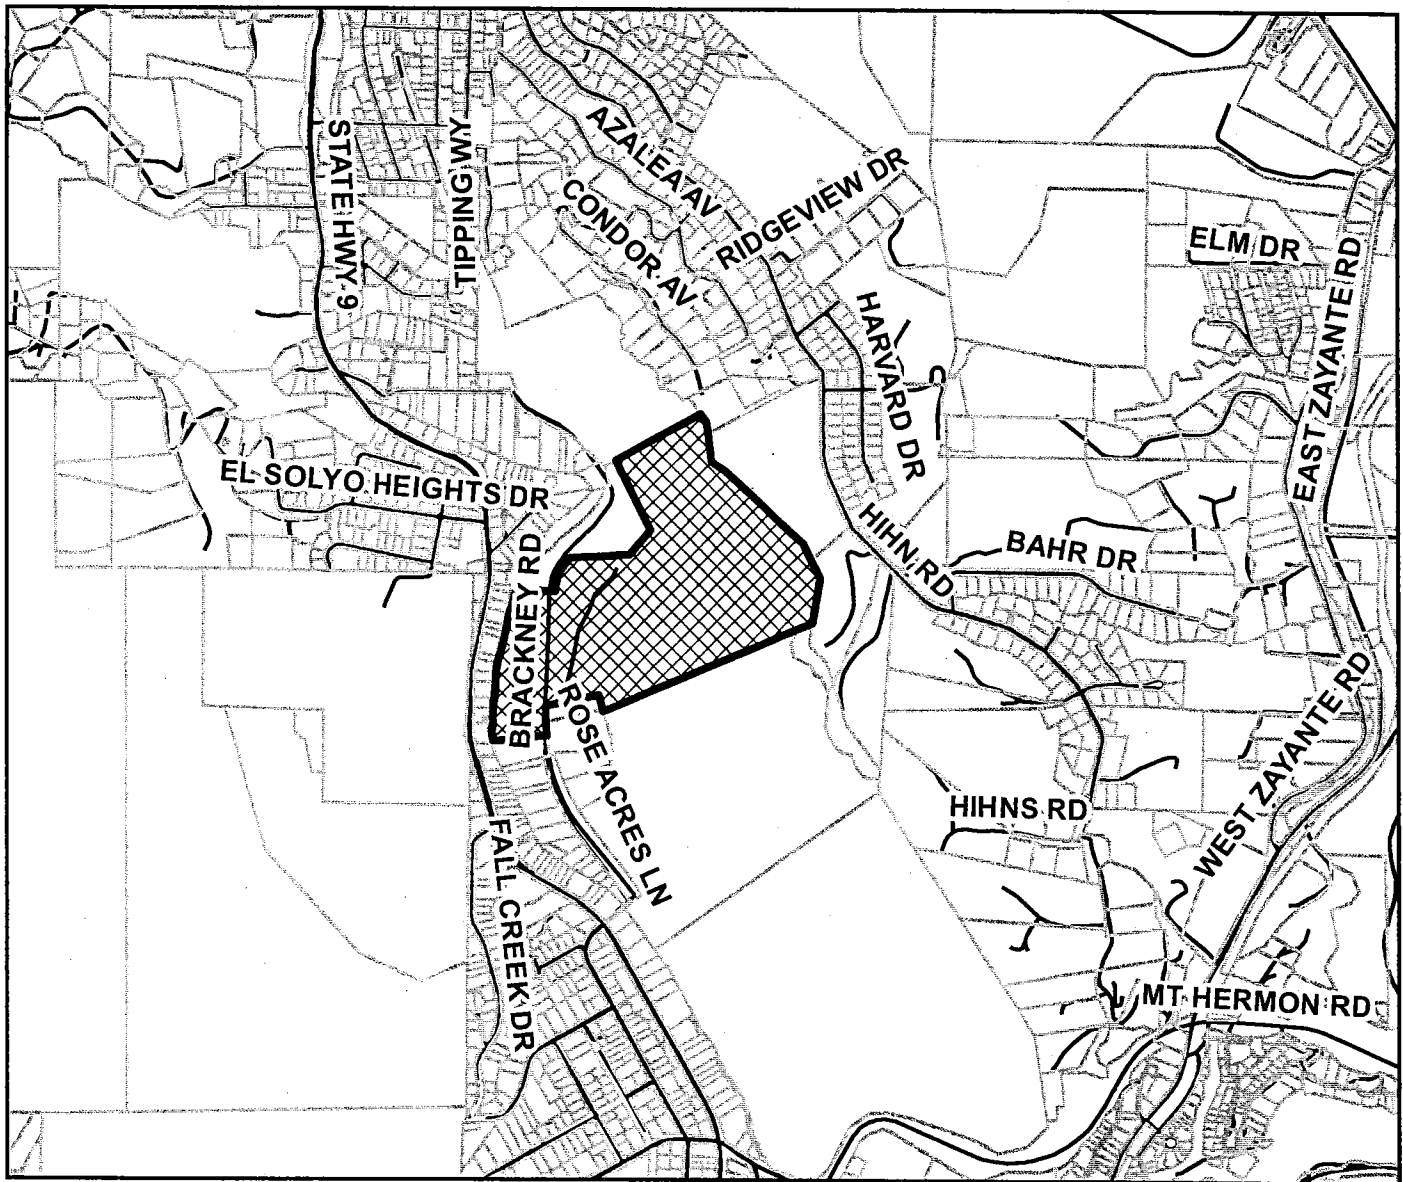 STATE HWY 9
TIPPING WY
AZALEA AV
CONDOR AV
RIDGEVIEW DR
ELM DR
EAST ZAYANTE RD
HARVARD DR
EL SOLYO HEIGHTS DR
BRACKNEY RD
HIHN RD
BAHR DR
ROSE ACRES LN
WEST ZAYANTE RD
HIHNS RD
FALL CREEK DR
MT HERMON RD